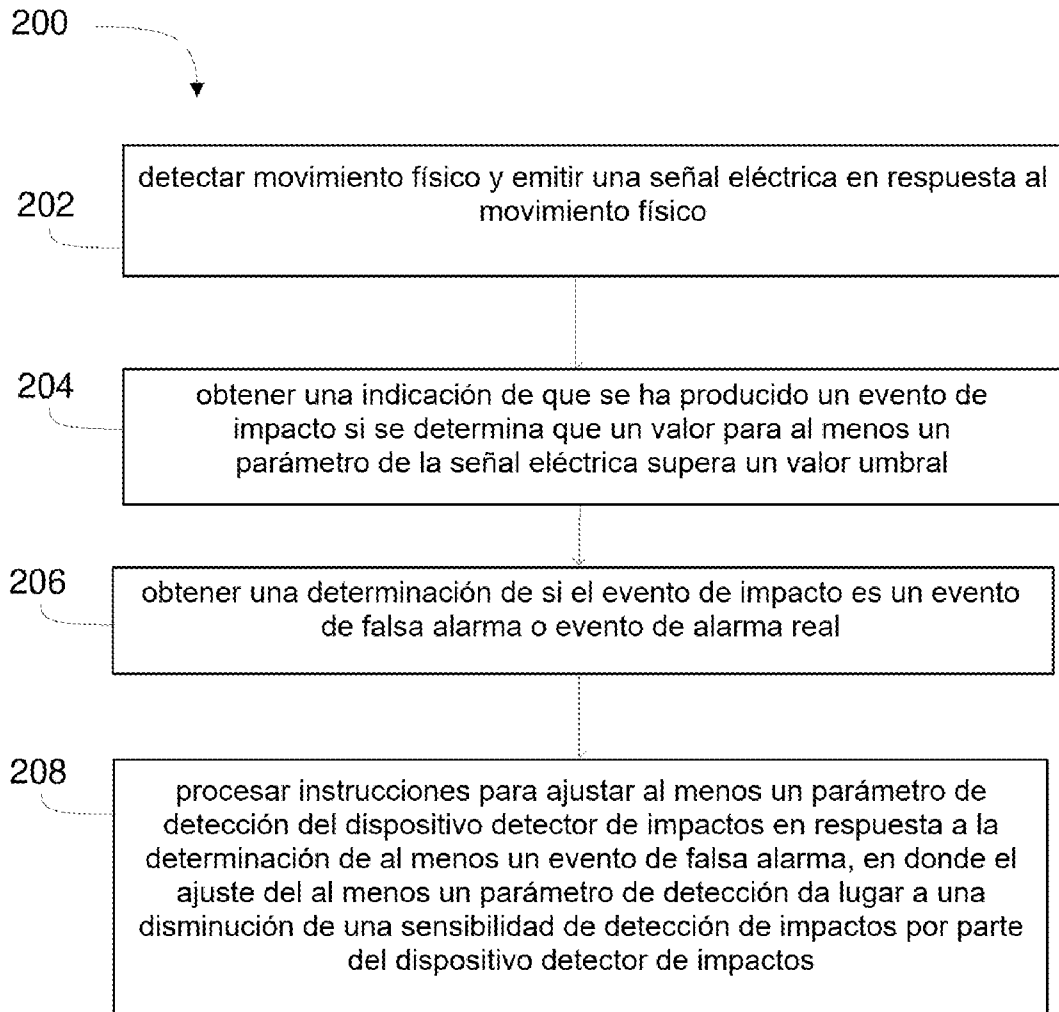 200
202
detectar movimiento físico y emitir una señal eléctrica en respuesta al
movimiento físico
204
obtener una indicación de que se ha producido un evento de
impacto si se determina que un valor para al menos un
parámetro de la señal eléctrica supera un valor umbral
206
obtener una determinación de si el evento de impacto es un evento
de falsa alarma o evento de alarma real
208
procesar instrucciones para ajustar al menos un parámetro de
detección del dispositivo detector de impactos en respuesta a la
determinación de al menos un evento de falsa alarma, en donde el
ajuste del al menos un parámetro de detección da lugar a una
disminución de una sensibilidad de detección de impactos por parte
del dispositivo detector de impactos